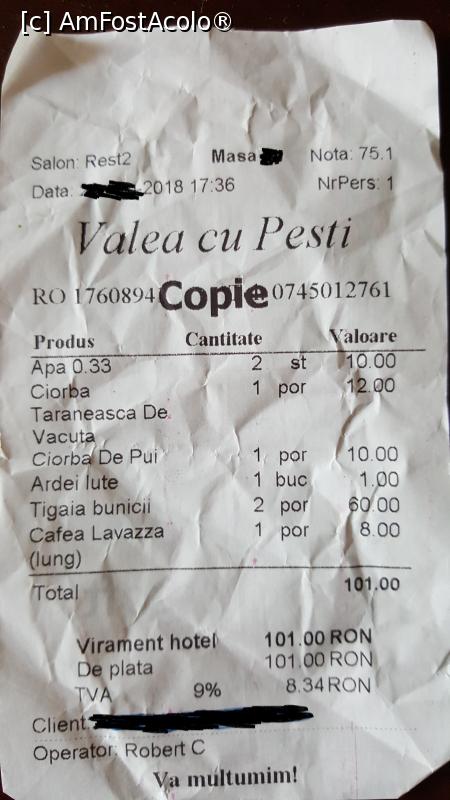 [c] AmFostAcolo®
Salon: Rest2 Masa Nota: 75.1
Data: 2018 17:36 NrPers: 1
Valea cu Pesti
RO 1760894 Copie 0745012761
Produs Cantitate Valoare
Apa 0.33 2 st 10.00
Ciorba 1 por 12.00
Taraneasca De
Vacuta
Ciorba De Pui 1 por 10.00
Ardei Iute 1 buc 1.00
Tigaia bunicii 2 por 60.00
Cafea Lavazza 1 por 8.00
(lung)
Total 101.00
Virament hotel 101.00 RON
De plata 101.00 RON
TVA 9% 8.34 RON
Client:
Operator: Robert C
Va multumim!